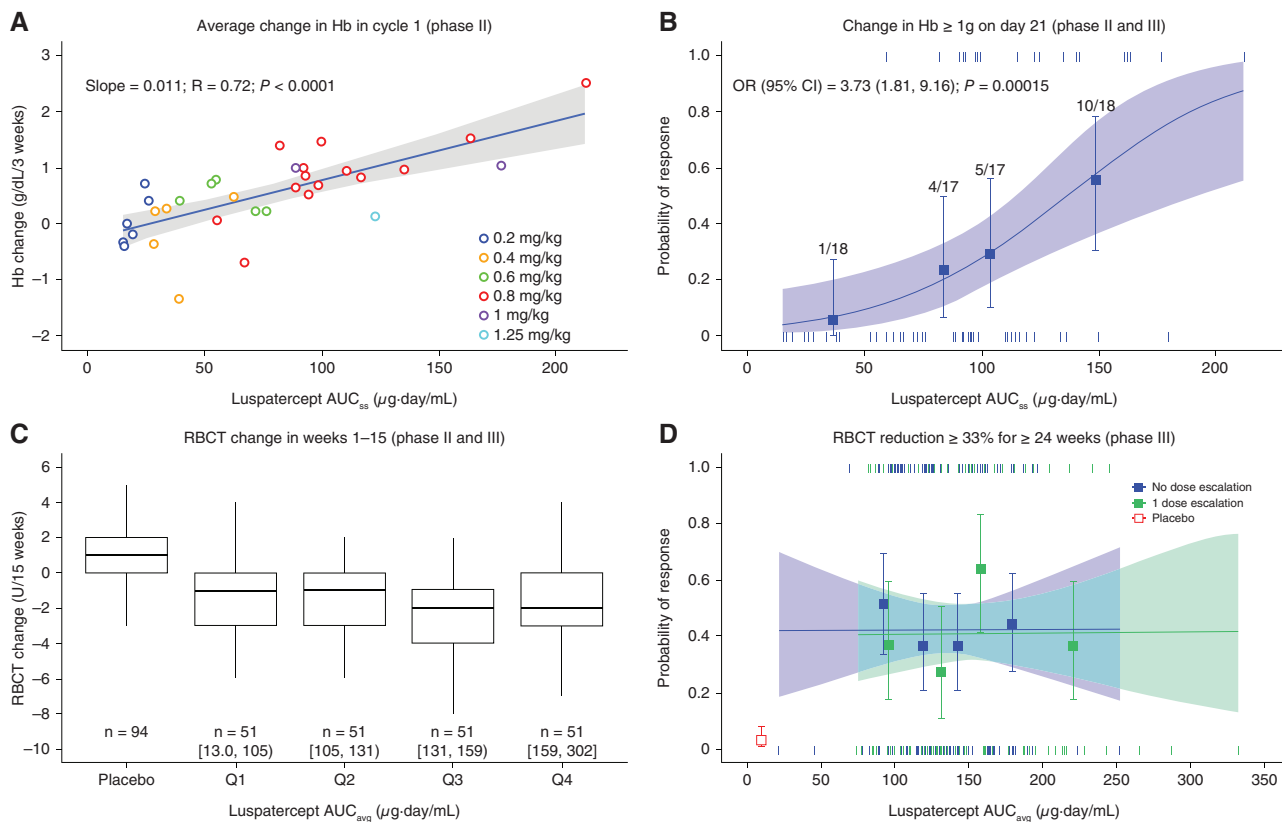 A
Average change in Hb in cycle 1 (phase II)
Slope = 0.011; R = 0.72; P < 0.0001
Hb change (g/dL/3 weeks)
3
2
1
0
–1
–2
0.2 mg/kg
0.4 mg/kg
0.6 mg/kg
0.8 mg/kg
1 mg/kg
1.25 mg/kg
0 50 100 150 200
Luspatercept AUCss (µg·day/mL)
B
Change in Hb ≥ 1g on day 21 (phase II and III)
OR (95% CI) = 3.73 (1.81, 9.16); P = 0.00015
Probability of resposne
1.0
0.8
0.6
0.4
0.2
0
1/18
4/17
5/17
10/18
0 50 100 150 200
Luspatercept AUCss (µg·day/mL)
C
RBCT change in weeks 1–15 (phase II and III)
RBCT change (U/15 weeks)
6
4
2
0
–2
–4
–6
–8
–10
n = 94 n = 51 n = 51 n = 51 n = 51
[13.0, 105) [105, 131) [131, 159) [159, 302]
Placebo Q1 Q2 Q3 Q4
Luspatercept AUCavg (µg·day/mL)
D
RBCT reduction ≥ 33% for ≥ 24 weeks (phase III)
Probability of response
1.0
0.8
0.6
0.4
0.2
0
No dose escalation
1 dose escalation
Placebo
0 50 100 150 200 250 300 350
Luspatercept AUCavg (µg·day/mL)